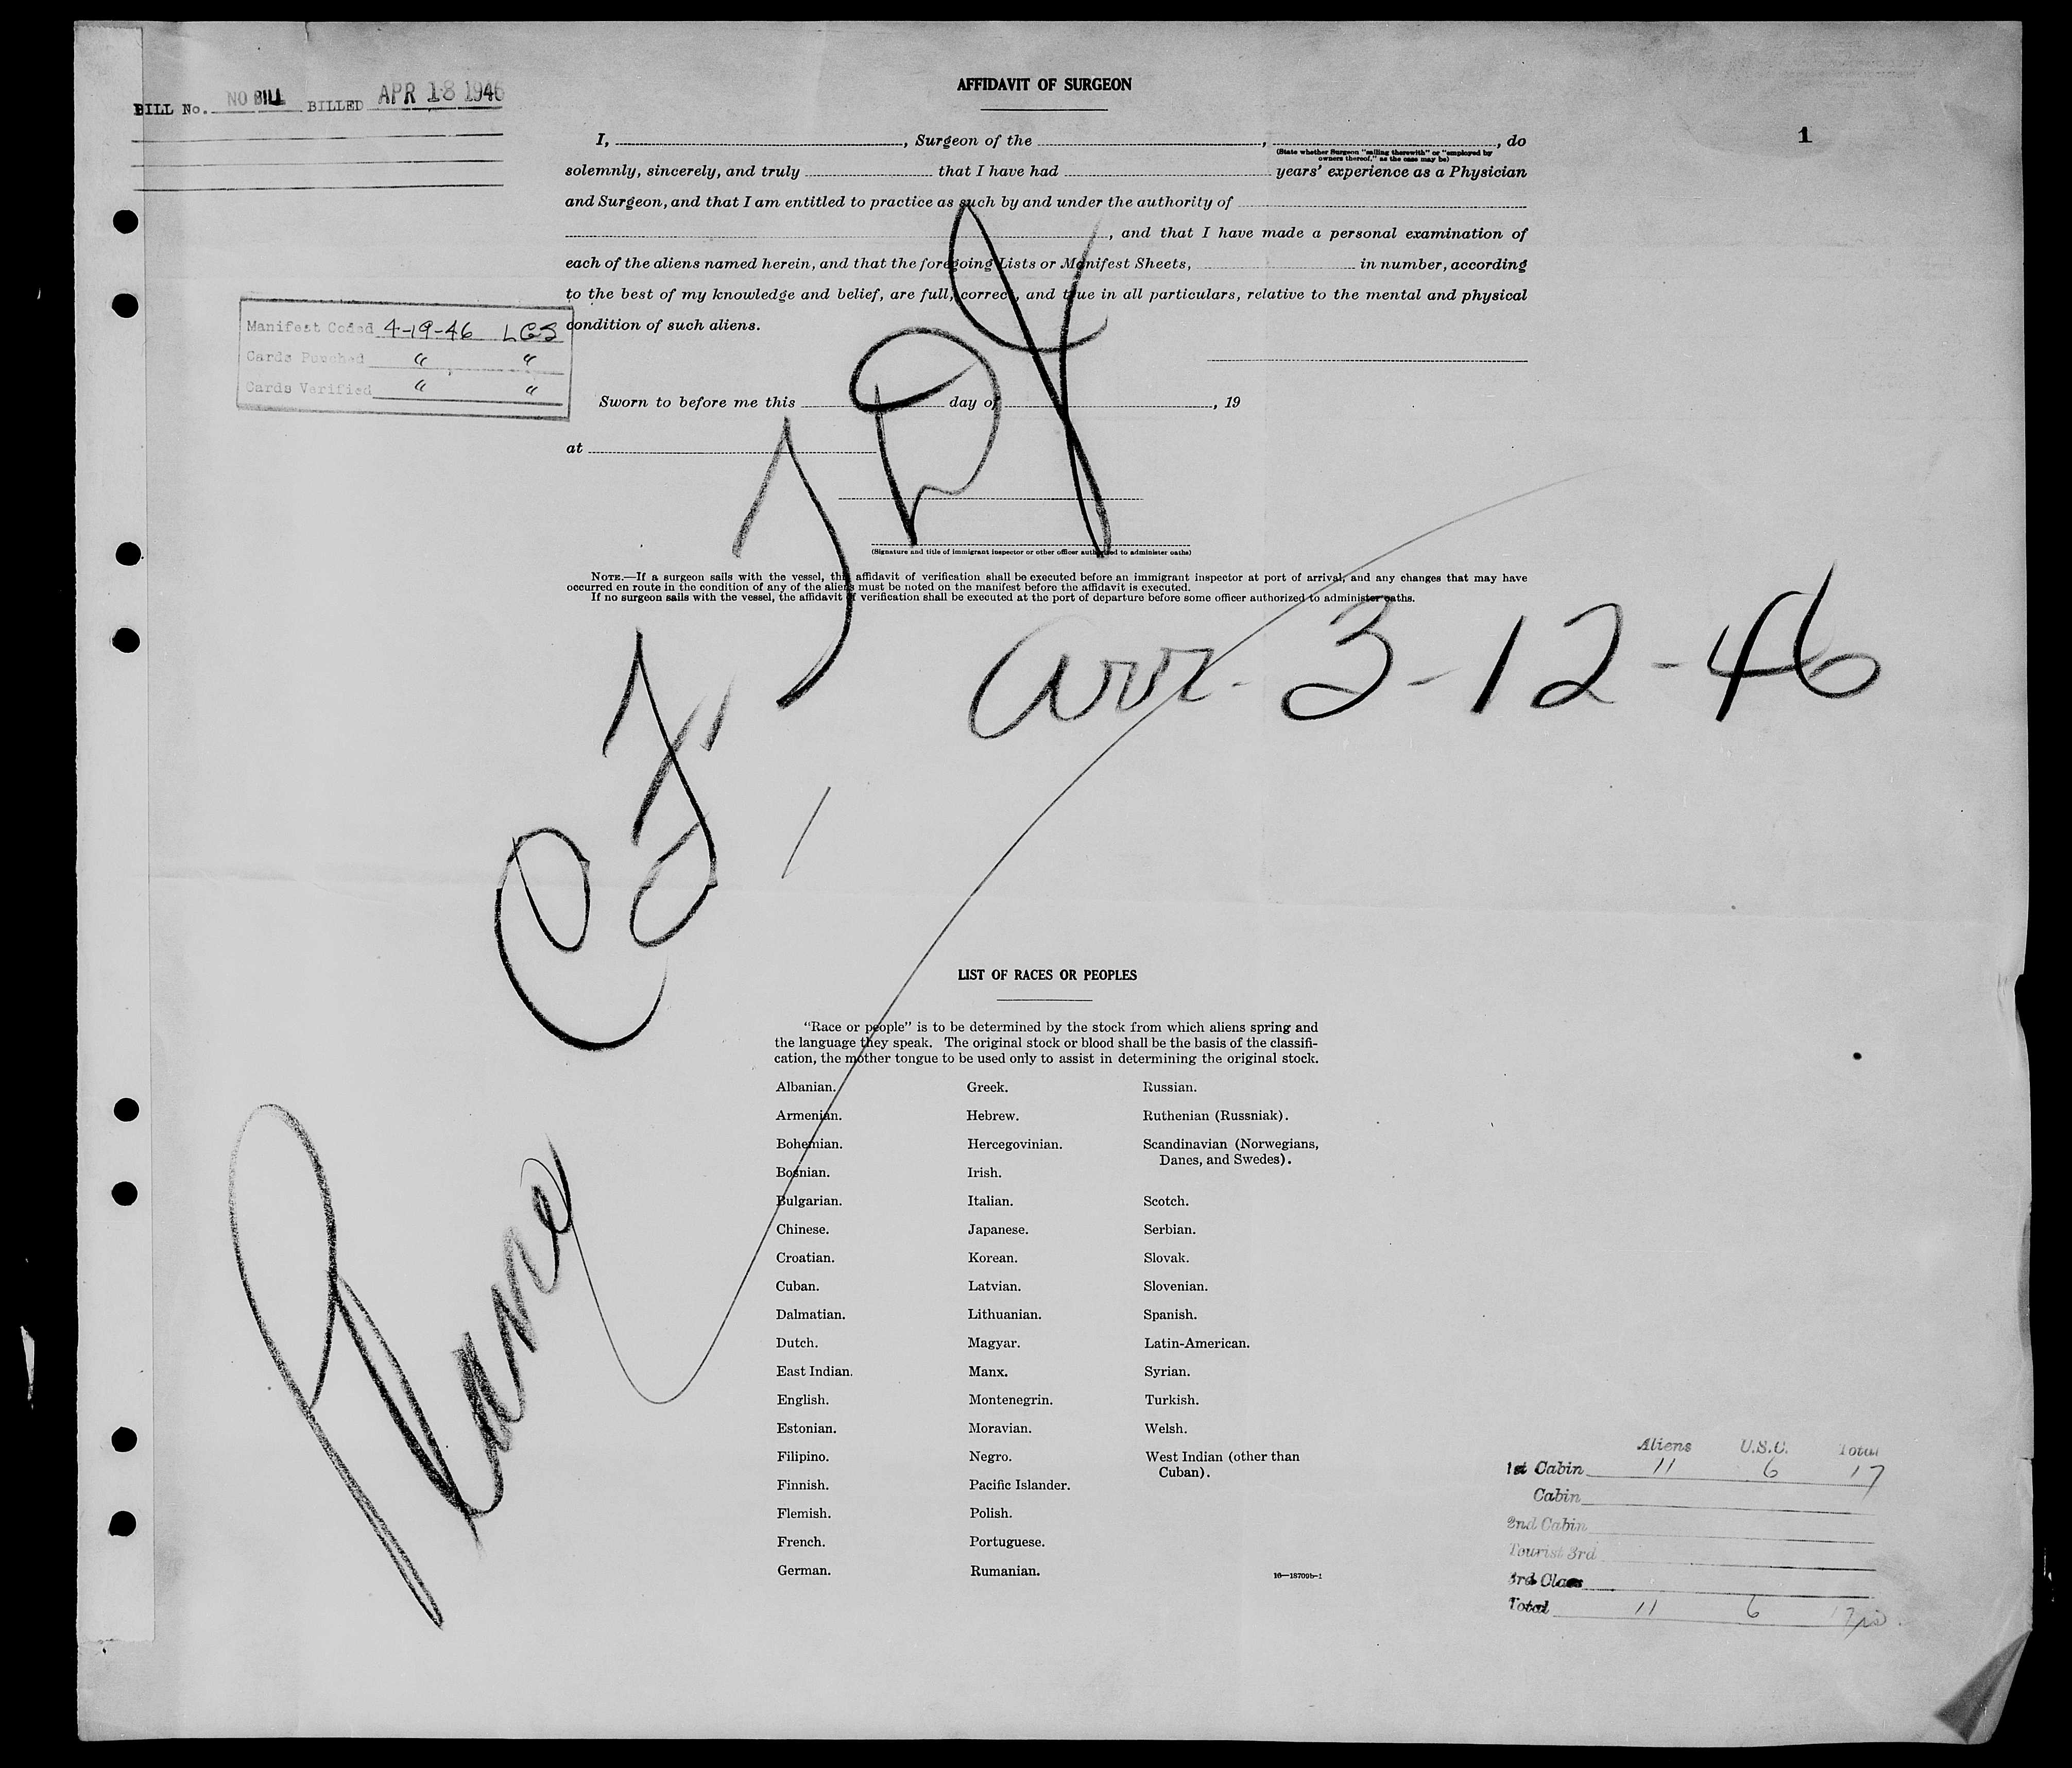 BILL No. NO BILL BILLED APR 18 1946
AFFIDAVIT OF SURGEON
1
I, , Surgeon of the , , do
(State whether Surgeon "sailing therewith" or "employed by
owners thereof," as the case may be)
solemnly, sincerely, and truly that I have had years' experience as a Physician
and Surgeon, and that I am entitled to practice as such by and under the authority of
, and that I have made a personal examination of
each of the aliens named herein, and that the foregoing Lists or Manifest Sheets, in number, according
to the best of my knowledge and belief, are full, correct, and true in all particulars, relative to the mental and physical
condition of such aliens.
Manifest Coded 4-19-46 LGS
Cards Punched " "
Cards Verified " "
Sworn to before me this day of , 19
at
(Signature and title of immigrant inspector or other officer authorized to administer oaths)
NOTE.—If a surgeon sails with the vessel, this affidavit of verification shall be executed before an immigrant inspector at port of arrival, and any changes that may have
occurred en route in the condition of any of the aliens must be noted on the manifest before the affidavit is executed.
If no surgeon sails with the vessel, the affidavit of verification shall be executed at the port of departure before some officer authorized to administer oaths.
Arr- 3-12-46
Plane
LIST OF RACES OR PEOPLES
"Race or people" is to be determined by the stock from which aliens spring and
the language they speak. The original stock or blood shall be the basis of the classifi-
cation, the mother tongue to be used only to assist in determining the original stock.
Albanian.
Armenian.
Bohemian.
Bosnian.
Bulgarian.
Chinese.
Croatian.
Cuban.
Dalmatian.
Dutch.
East Indian.
English.
Estonian.
Filipino.
Finnish.
Flemish.
French.
German.
Greek.
Hebrew.
Hercegovinian.
Irish.
Italian.
Japanese.
Korean.
Latvian.
Lithuanian.
Magyar.
Manx.
Montenegrin.
Moravian.
Negro.
Pacific Islander.
Polish.
Portuguese.
Rumanian.
Russian.
Ruthenian (Russniak).
Scandinavian (Norwegians,
Danes, and Swedes).
Scotch.
Serbian.
Slovak.
Slovenian.
Spanish.
Latin-American.
Syrian.
Turkish.
Welsh.
West Indian (other than
Cuban).
16—18709b-1
Aliens U.S.C. Total
1st Cabin 11 6 17
Cabin
2nd Cabin
Tourist 3rd
3rd Class
Total 11 6 17